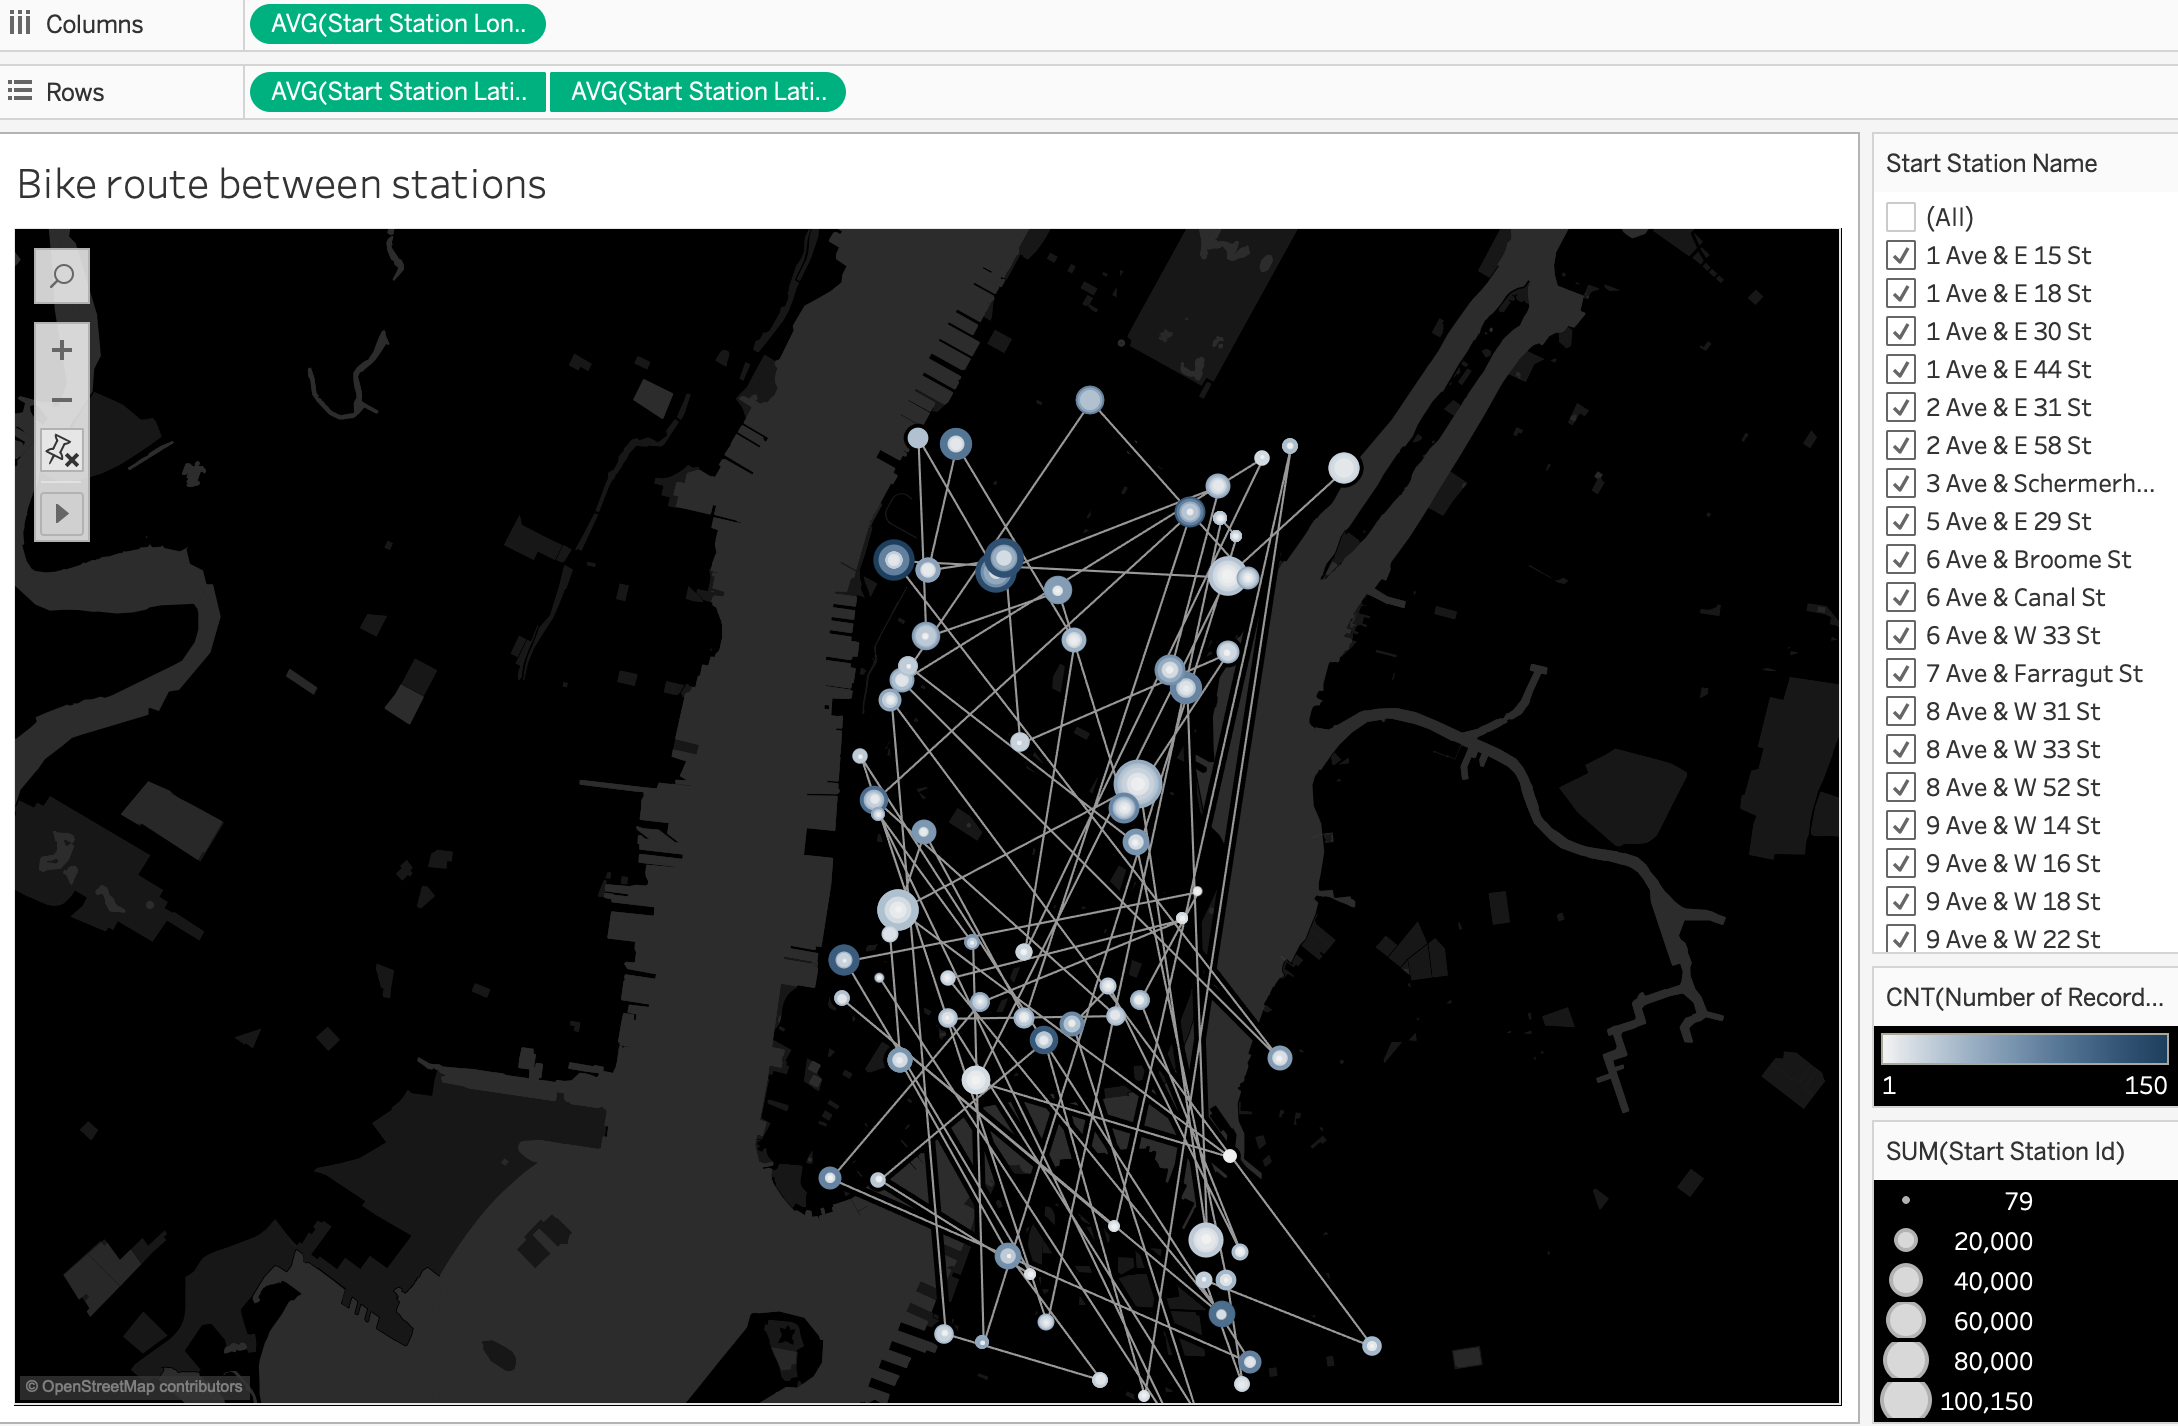 Columns
AVG(Start Station Lon..
Rows
AVG(Start Station Lati..
AVG(Start Station Lati..
Bike route between stations
© OpenStreetMap contributors
Start Station Name
(All)
1 Ave & E 15 St
1 Ave & E 18 St
1 Ave & E 30 St
1 Ave & E 44 St
2 Ave & E 31 St
2 Ave & E 58 St
3 Ave & Schermerh...
5 Ave & E 29 St
6 Ave & Broome St
6 Ave & Canal St
6 Ave & W 33 St
7 Ave & Farragut St
8 Ave & W 31 St
8 Ave & W 33 St
8 Ave & W 52 St
9 Ave & W 14 St
9 Ave & W 16 St
9 Ave & W 18 St
9 Ave & W 22 St
CNT(Number of Record...
1
150
SUM(Start Station Id)
79
20,000
40,000
60,000
80,000
100,150